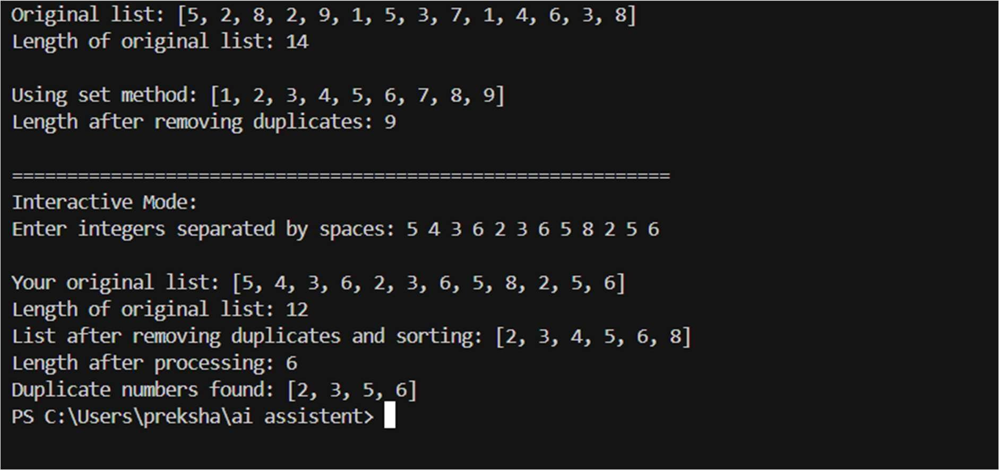 Original list: [5, 2, 8, 2, 9, 1, 5, 3, 7, 1, 4, 6, 3, 8]
Length of original list: 14
Using set method: [1, 2, 3, 4, 5, 6, 7, 8, 9]
Length after removing duplicates: 9
============================================================
Interactive Mode:
Enter integers separated by spaces: 5 4 3 6 2 3 6 5 8 2 5 6
Your original list: [5, 4, 3, 6, 2, 3, 6, 5, 8, 2, 5, 6]
Length of original list: 12
List after removing duplicates and sorting: [2, 3, 4, 5, 6, 8]
Length after processing: 6
Duplicate numbers found: [2, 3, 5, 6]
PS C:\Users\preksha\ai assistent>